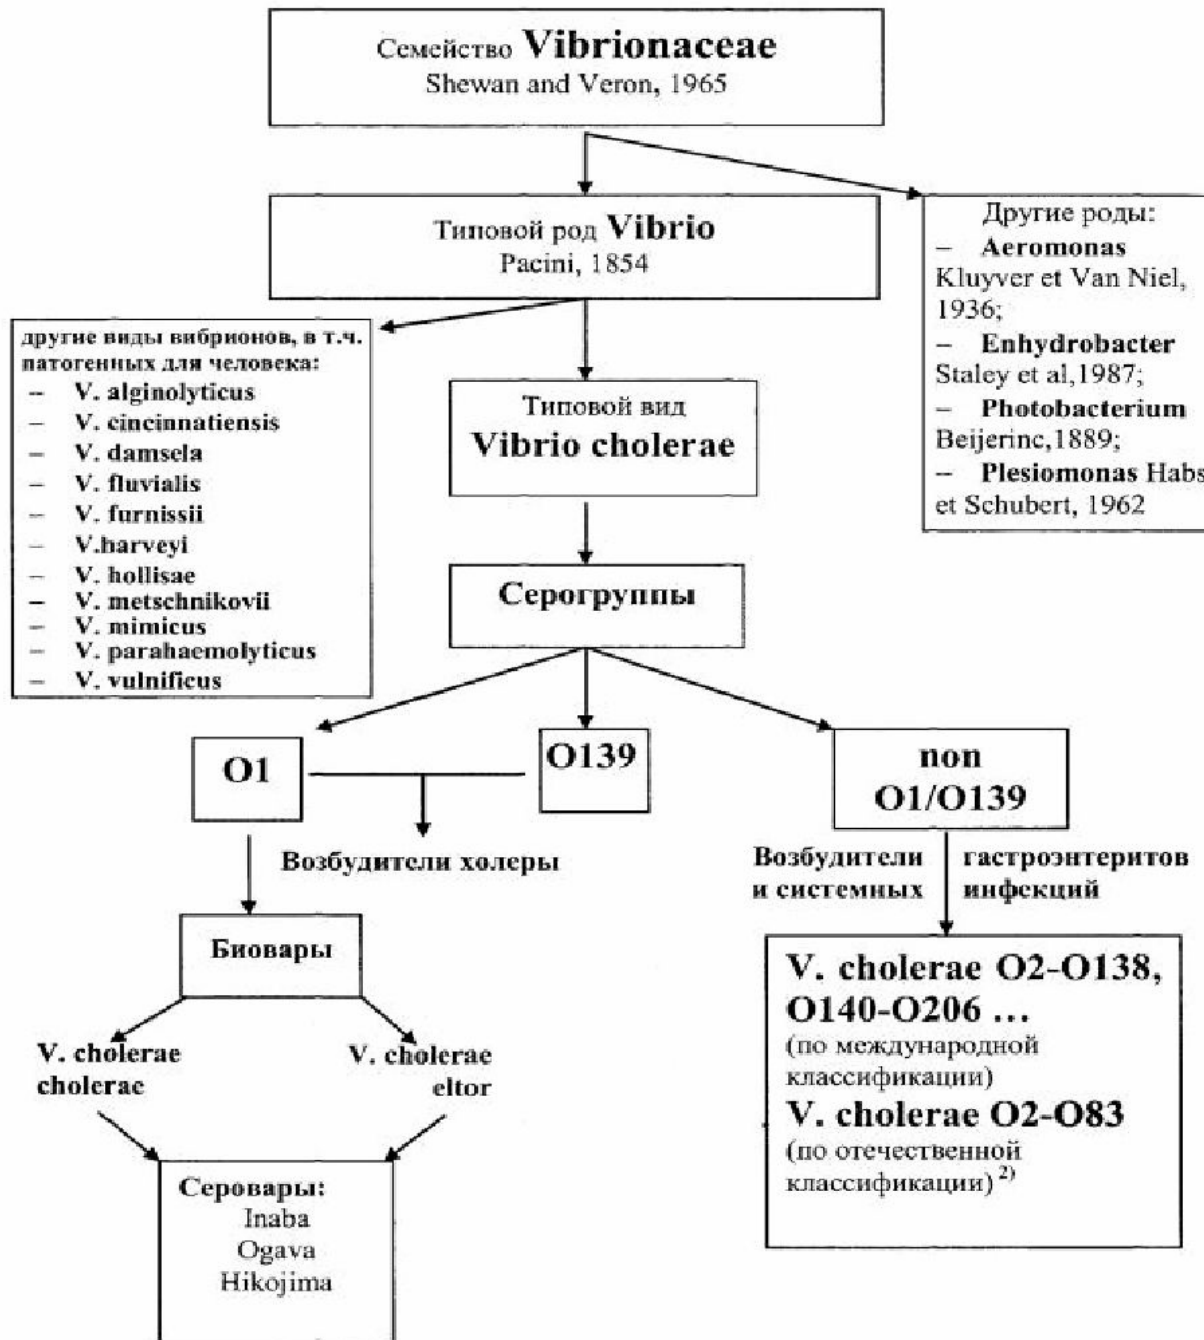 Семейство Vibrionaceae
Shewan and Veron, 1965
Типовой род Vibrio
Pacini, 1854
Другие роды:
– Aeromonas
Kluyver et Van Niel,
1936;
– Enhydrobacter
Staley et al,1987;
– Photobacterium
Beijerinc,1889;
– Plesiomonas Habs
et Schubert, 1962
другие виды вибрионов, в т.ч.
патогенных для человека:
– V. alginolyticus
– V. cincinnatiensis
– V. damsela
– V. fluvialis
– V. furnissii
– V.harveyi
– V. hollisae
– V. metschnikovii
– V. mimicus
– V. parahaemolyticus
– V. vulnificus
Типовой вид
Vibrio cholerae
Серогруппы
O1
O139
non
O1/O139
Возбудители холеры
Возбудители гастроэнтеритов
и системных инфекций
Биовары
V. cholerae
cholerae
V. cholerae
eltor
Серовары:
Inaba
Ogava
Hikojima
V. cholerae O2-O138,
O140-O206 ...
(по международной
классификации)
V. cholerae O2-O83
(по отечественной
классификации) 2)